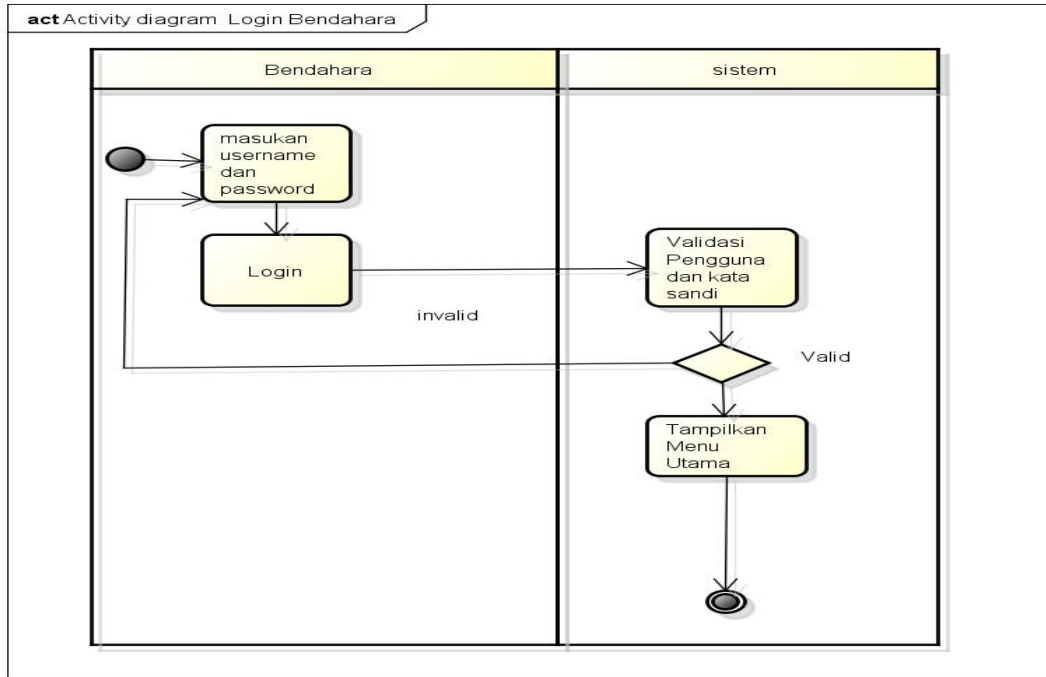 act Activity diagram Login Bendahara
Bendahara
sistem
masukan
username
dan
password
Login
Validasi
Pengguna
dan kata
sandi
invalid
Valid
Tampilkan
Menu
Utama